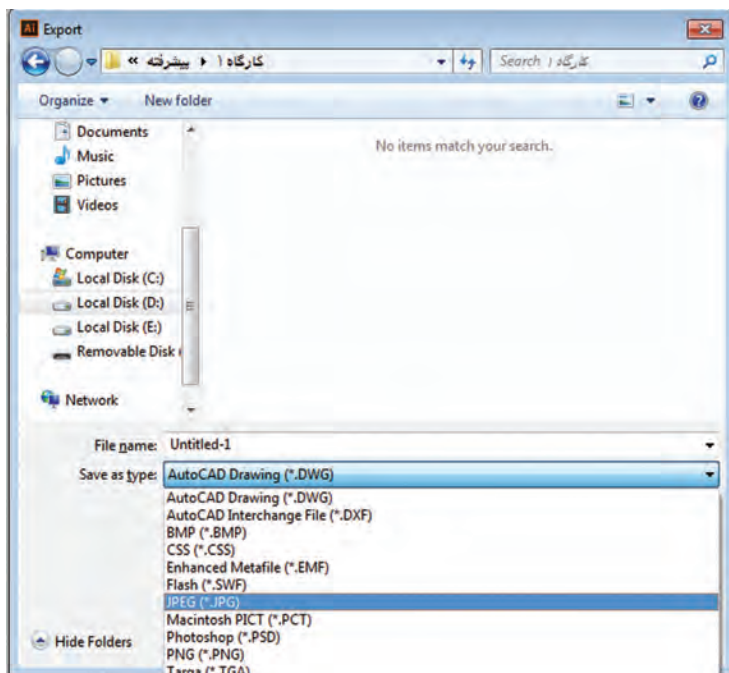 Ai Export
« پیشرفته ▸ کارگاه ۱
Search کارگاه ۱
Organize
New folder
Documents
Music
Pictures
Videos
Computer
Local Disk (C:)
Local Disk (D:)
Local Disk (E:)
Removable Disk
Network
No items match your search.
File name: Untitled-1
Save as type: AutoCAD Drawing (*.DWG)
AutoCAD Drawing (*.DWG)
AutoCAD Interchange File (*.DXF)
BMP (*.BMP)
CSS (*.CSS)
Enhanced Metafile (*.EMF)
Flash (*.SWF)
JPEG (*.JPG)
Macintosh PICT (*.PCT)
Photoshop (*.PSD)
PNG (*.PNG)
Targa (*.TGA)
Hide Folders